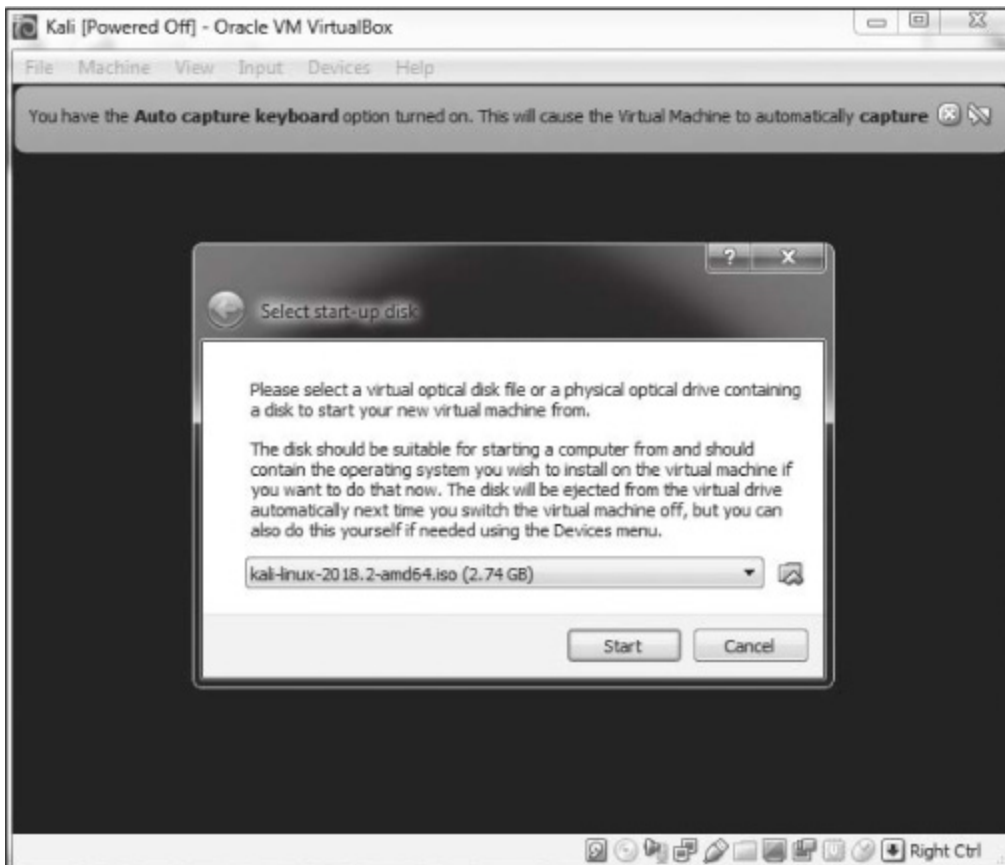 Kali [Powered Off] - Oracle VM VirtualBox
File Machine View Input Devices Help
You have the Auto capture keyboard option turned on. This will cause the Virtual Machine to automatically capture
?
Select start-up disk
Please select a virtual optical disk file or a physical optical drive containing
a disk to start your new virtual machine from.
The disk should be suitable for starting a computer from and should
contain the operating system you wish to install on the virtual machine if
you want to do that now. The disk will be ejected from the virtual drive
automatically next time you switch the virtual machine off, but you can
also do this yourself if needed using the Devices menu.
kali-linux-2018.2-amd64.iso (2.74 GB)
Start Cancel
Right Ctrl